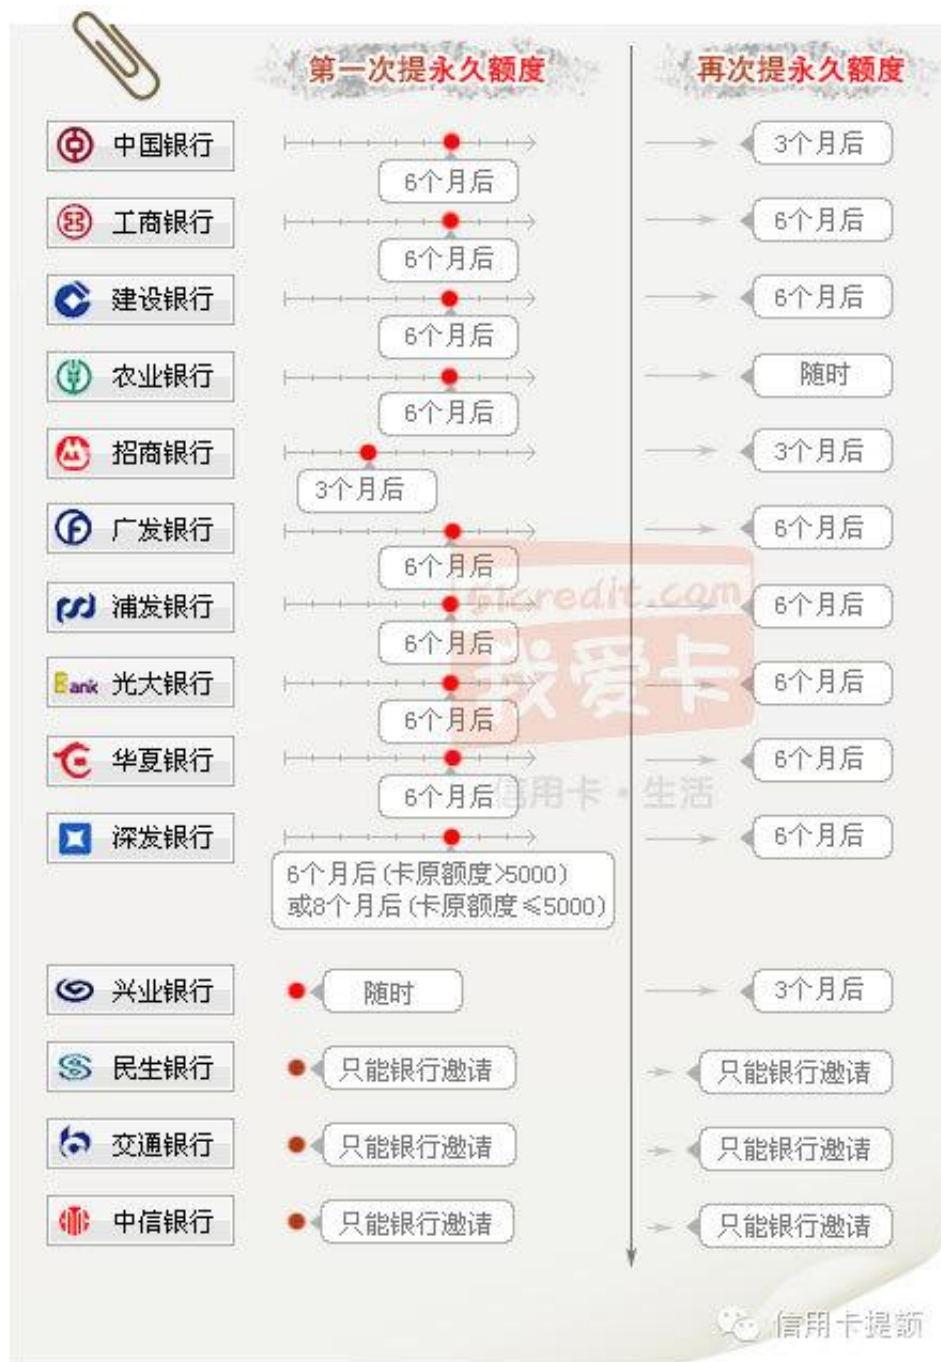 第一次提永久额度 再次提永久额度
中国银行 6个月后 3个月后
工商银行 6个月后 6个月后
建设银行 6个月后 6个月后
农业银行 6个月后 随时
招商银行 3个月后 3个月后
广发银行 6个月后 6个月后
51credit.com
浦发银行 6个月后 6个月后
我爱卡
Bank 光大银行 6个月后 6个月后
华夏银行 6个月后 6个月后
信用卡·生活
深发银行 6个月后
6个月后(卡原额度>5000)
或8个月后(卡原额度≤5000)
兴业银行 随时 3个月后
民生银行 只能银行邀请 只能银行邀请
交通银行 只能银行邀请 只能银行邀请
中信银行 只能银行邀请 只能银行邀请
信用卡提额